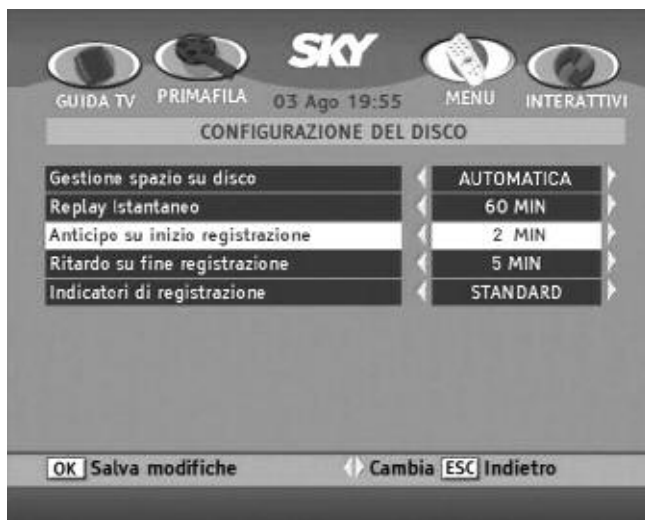 SKY
GUIDA TV PRIMAFILA 03 Ago 19:55 MENU INTERATTIVI
CONFIGURAZIONE DEL DISCO
Gestione spazio su disco AUTOMATICA
Replay Istantaneo 60 MIN
Anticipo su inizio registrazione 2 MIN
Ritardo su fine registrazione 5 MIN
Indicatori di registrazione STANDARD
OK Salva modifiche Cambia ESC Indietro